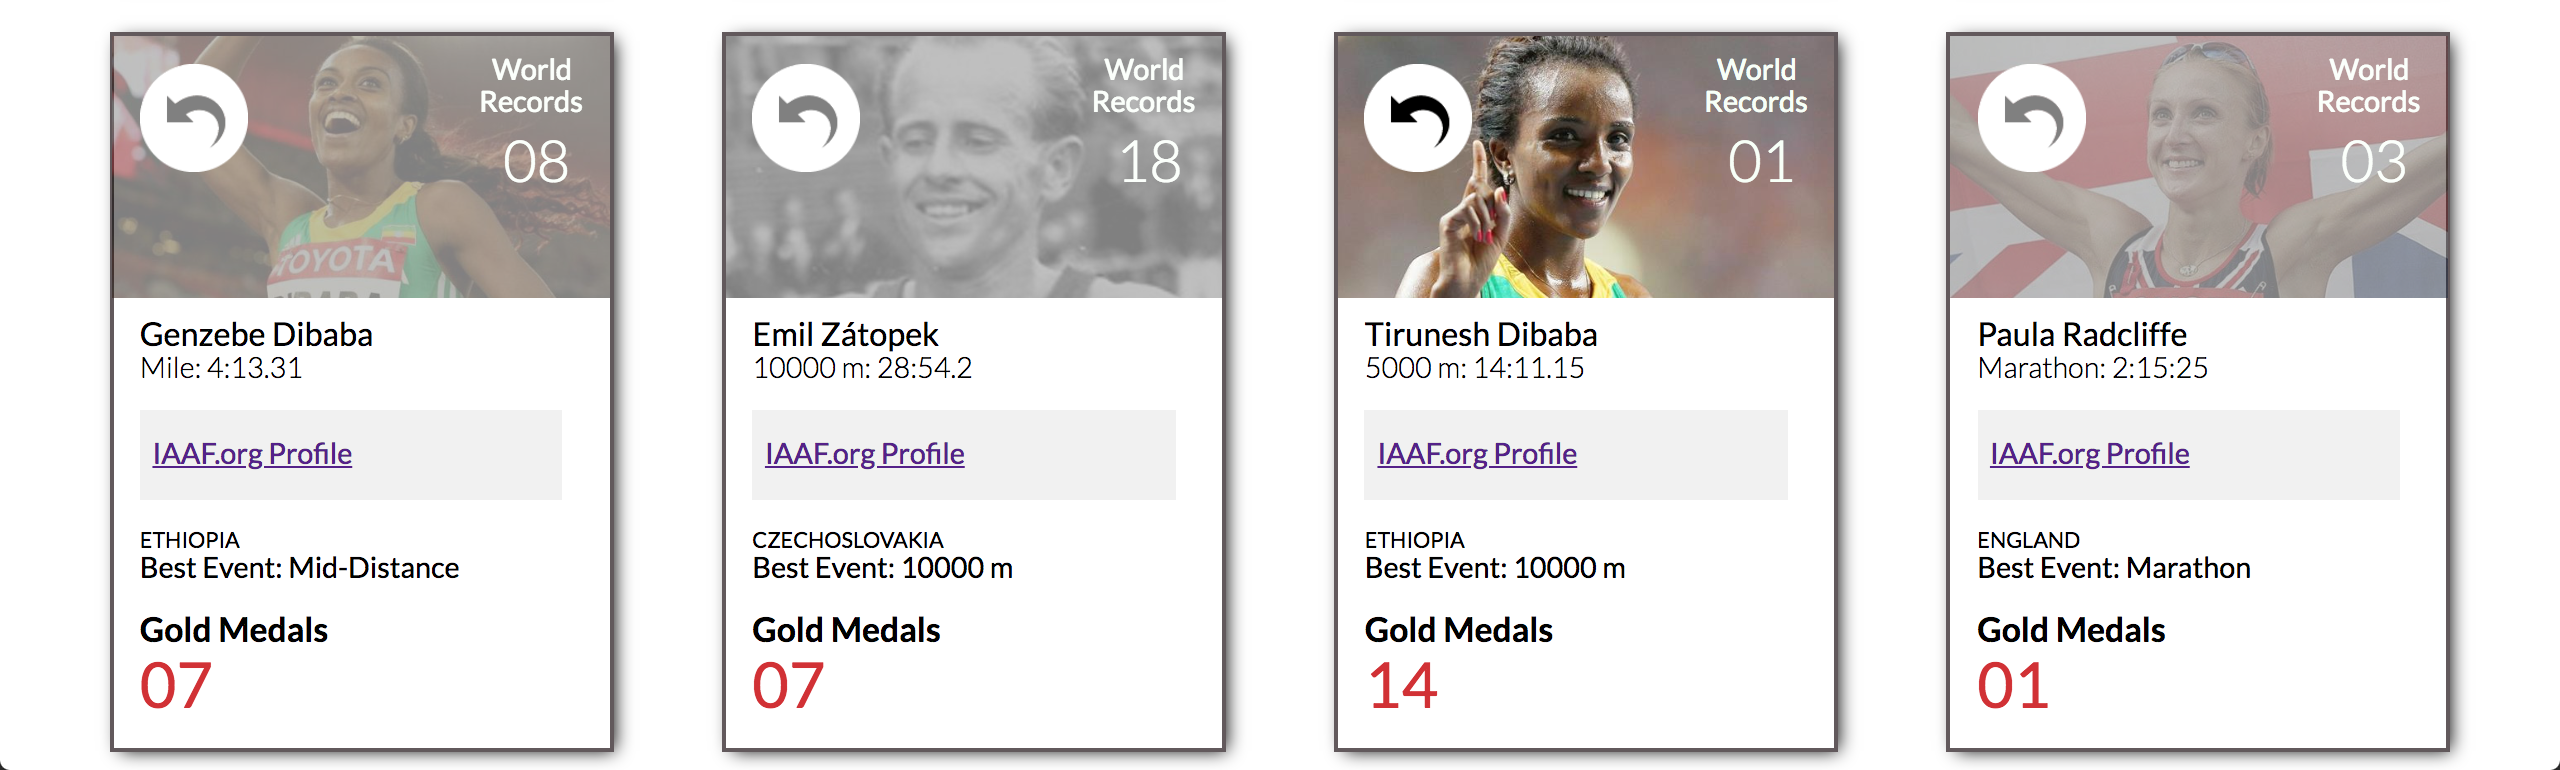 World
Records
08
TOYOTA
DIBABA
Genzebe Dibaba
Mile: 4:13.31
IAAF.org Profile
ETHIOPIA
Best Event: Mid-Distance
Gold Medals
07
World
Records
18
Emil Zátopek
10000 m: 28:54.2
IAAF.org Profile
CZECHOSLOVAKIA
Best Event: 10000 m
Gold Medals
07
World
Records
01
Tirunesh Dibaba
5000 m: 14:11.15
IAAF.org Profile
ETHIOPIA
Best Event: 10000 m
Gold Medals
14
World
Records
03
Paula Radcliffe
Marathon: 2:15:25
IAAF.org Profile
ENGLAND
Best Event: Marathon
Gold Medals
01